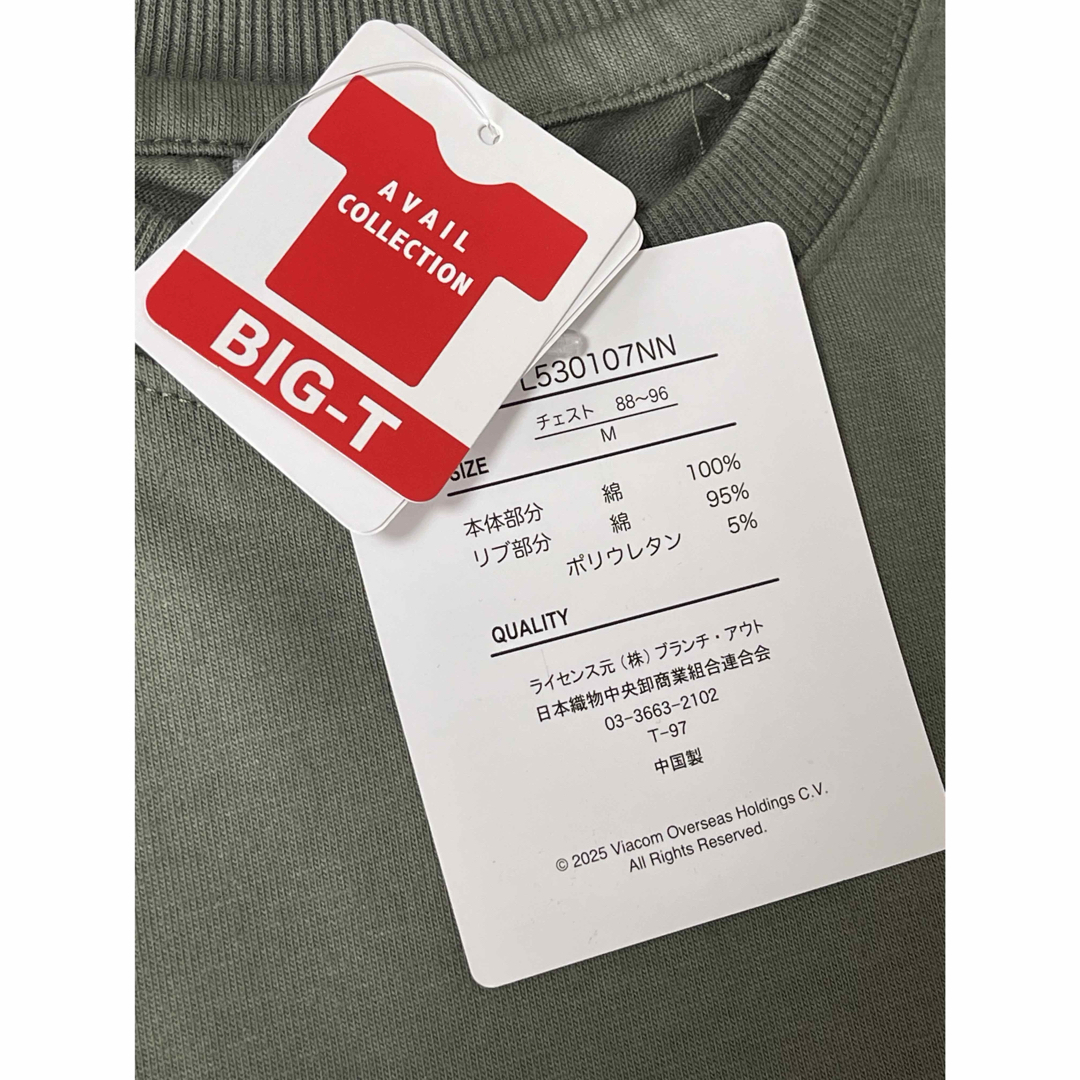 AVAIL
COLLECTION
BIG-T
L530107NN
チェスト 88～96
M
SIZE
本体部分 綿 100%
リブ部分 綿 95%
ポリウレタン 5%
QUALITY
ライセンス元 (株) ブランチ・アウト
日本織物中央卸商業組合連合会
03-3663-2102
T-97
中国製
© 2025 Viacom Overseas Holdings C.V.
All Rights Reserved.